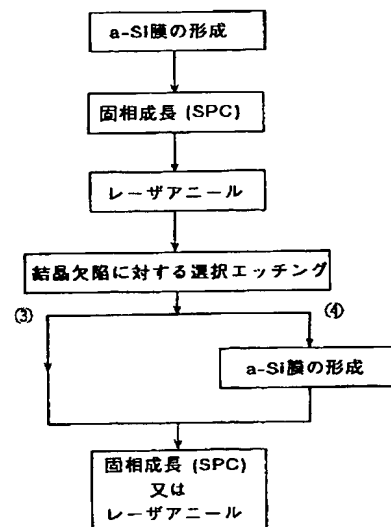 a-Si膜の形成
固相成長 (SPC)
レーザアニール
結晶欠陥に対する選択エッチング
③
④
a-Si膜の形成
固相成長 (SPC)
又は
レーザアニール